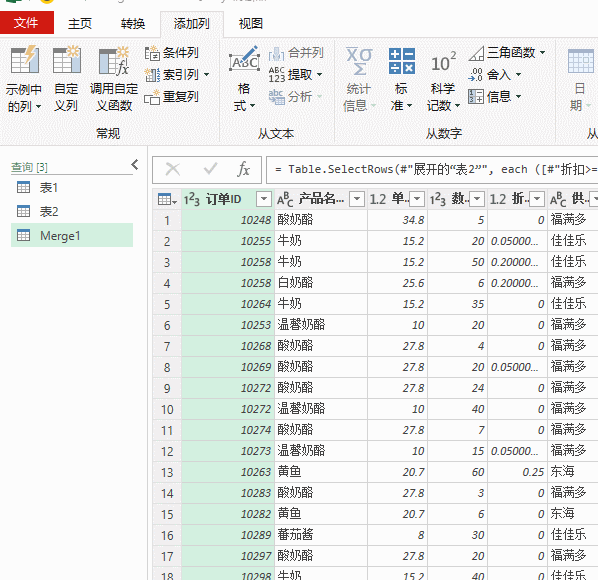 文件 主页 转换 添加列 视图
示例中的列 自定义列 调用自定义函数 条件列 索引列 重复列
常规
格式 合并列 提取 分析
从文本
统计信息 标准 科学记数 三角函数 舍入 信息
从数字
日期
查询 [3]
表1
表2
Merge1
= Table.SelectRows(#"展开的“表2”", each ([#"折扣>=
订单ID 产品名... 单... 数... 折... 供
1 10248 酸奶酪 34.8 5 0 福满多
2 10255 牛奶 15.2 20 0.05000... 佳佳乐
3 10258 牛奶 15.2 50 0.20000... 佳佳乐
4 10258 白奶酪 25.6 6 0.20000... 福满多
5 10264 牛奶 15.2 35 0 佳佳乐
6 10253 温馨奶酪 10 20 0 福满多
7 10268 酸奶酪 27.8 4 0 福满多
8 10269 酸奶酪 27.8 20 0.05000... 福满多
9 10272 酸奶酪 27.8 24 0 福满多
10 10272 温馨奶酪 10 40 0 福满多
11 10274 酸奶酪 27.8 7 0 福满多
12 10273 温馨奶酪 10 15 0.05000... 福满多
13 10263 黄鱼 20.7 60 0.25 东海
14 10283 酸奶酪 27.8 3 0 福满多
15 10282 黄鱼 20.7 6 0 东海
16 10289 蕃茄酱 8 30 0 佳佳乐
17 10297 酸奶酪 27.8 20 0 福满多
18 10298 牛奶 15.2 40 0 佳佳乐